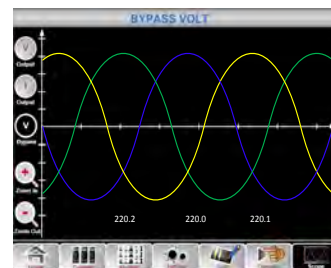 BYPASS VOLT
V
Output
Output
V
Bypass
Zoom In
Zoom Out
220.2 220.0 220.1